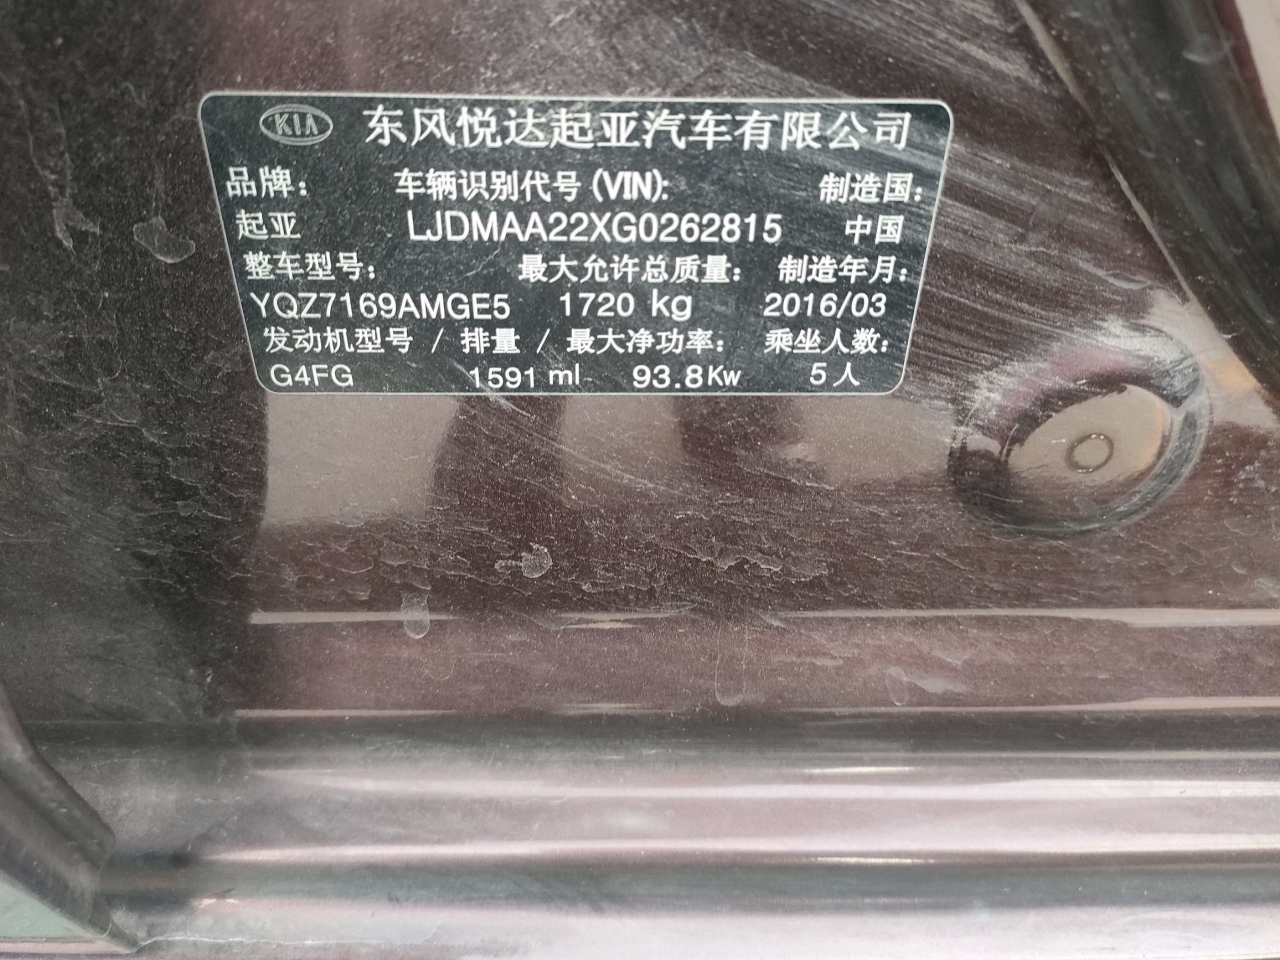 KIA 东风悦达起亚汽车有限公司
品牌: 车辆识别代号(VIN): 制造国:
起亚 LJDMAA22XG0262815 中国
整车型号: 最大允许总质量: 制造年月:
YQZ7169AMGE5 1720 kg 2016/03
发动机型号 / 排量 / 最大净功率: 乘坐人数:
G4FG 1591 ml 93.8Kw 5人